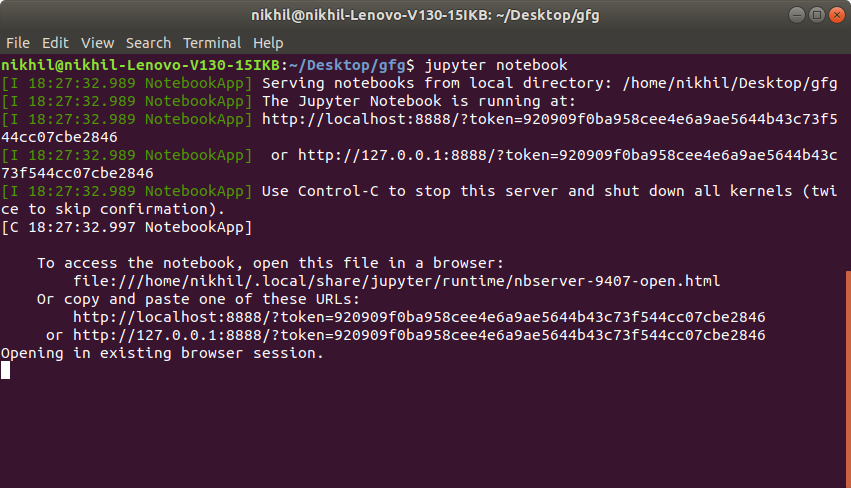 nikhil@nikhil-Lenovo-V130-15IKB: ~/Desktop/gfg
File Edit View Search Terminal Help
nikhil@nikhil-Lenovo-V130-15IKB:~/Desktop/gfg$ jupyter notebook
[I 18:27:32.989 NotebookApp] Serving notebooks from local directory: /home/nikhil/Desktop/gfg
[I 18:27:32.989 NotebookApp] The Jupyter Notebook is running at:
[I 18:27:32.989 NotebookApp] http://localhost:8888/?token=920909f0ba958cee4e6a9ae5644b43c73f5
44cc07cbe2846
[I 18:27:32.989 NotebookApp]  or http://127.0.0.1:8888/?token=920909f0ba958cee4e6a9ae5644b43c
73f544cc07cbe2846
[I 18:27:32.989 NotebookApp] Use Control-C to stop this server and shut down all kernels (twi
ce to skip confirmation).
[C 18:27:32.997 NotebookApp]
To access the notebook, open this file in a browser:
file:///home/nikhil/.local/share/jupyter/runtime/nbserver-9407-open.html
Or copy and paste one of these URLs:
http://localhost:8888/?token=920909f0ba958cee4e6a9ae5644b43c73f544cc07cbe2846
or http://127.0.0.1:8888/?token=920909f0ba958cee4e6a9ae5644b43c73f544cc07cbe2846
Opening in existing browser session.